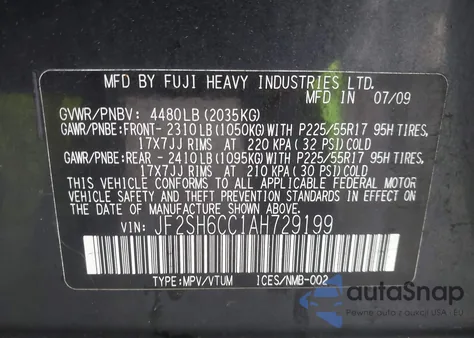 MFD BY FUJI HEAVY INDUSTRIES LTD.
MFD IN 07/09
GVWR/PNBV: 4480LB (2035KG)
GAWR/PNBE:FRONT-2310LB(1050KG)WITH P225/55R17 95H TIRES,
17X7JJ RIMS AT 220 KPA (32 PSI)COLD
GAWR/PNBE:REAR -2410LB(1095KG)WITH P225/55R17 95H TIRES,
17X7JJ RIMS AT 210 KPA (30 PSI)COLD
THIS VEHICLE CONFORMS TO ALL APPLICABLE FEDERAL MOTOR
VEHICLE SAFETY STANDARDS IN EFFECT ON THE DATE OF
MANUFACTURE SHOWN ABOVE.
VIN: JF2SH6CC1AH729199
TYPE:MPV/VTUM ICES/NMB-002
autoSnap
Pewne auto z USA i EU